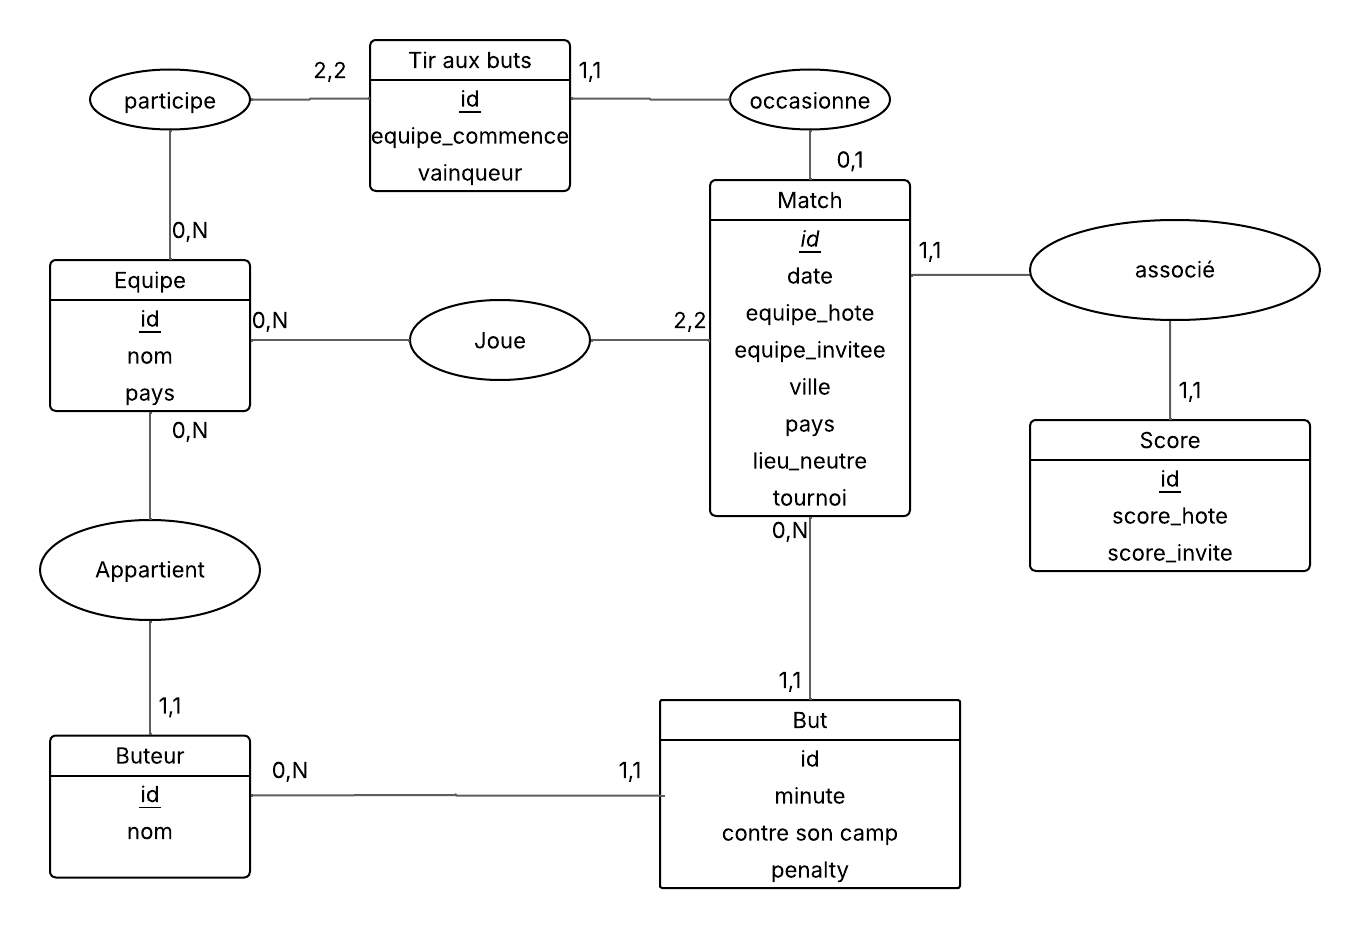 Tir aux buts
2,2
1,1
participe
id
occasionne
equipe_commence
vainqueur
0,1
Match
0,N
id
1,1
associé
Equipe
date
id
equipe_hote
0,N
2,2
Joue
nom
equipe_invitee
pays
ville
1,1
0,N
pays
Score
lieu_neutre
id
tournoi
score_hote
0,N
score_invite
Appartient
1,1
1,1
But
Buteur
id
0,N
1,1
id
minute
nom
contre son camp
penalty